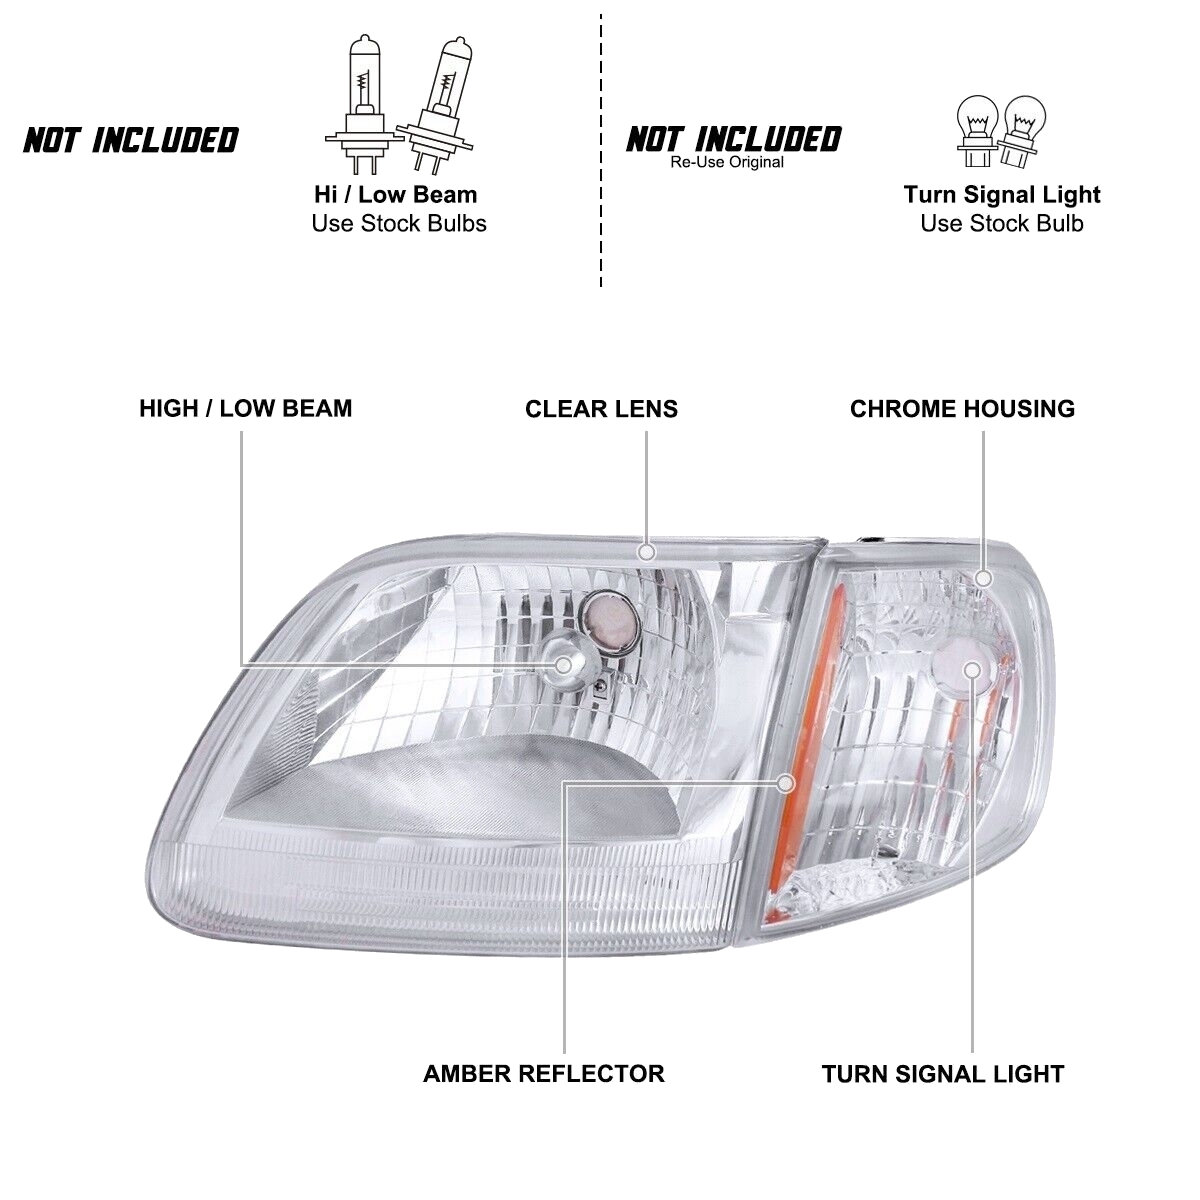 NOT INCLUDED
Hi / Low Beam
Use Stock Bulbs
NOT INCLUDED
Re-Use Original
Turn Signal Light
Use Stock Bulb
HIGH / LOW BEAM
CLEAR LENS
CHROME HOUSING
AMBER REFLECTOR
TURN SIGNAL LIGHT